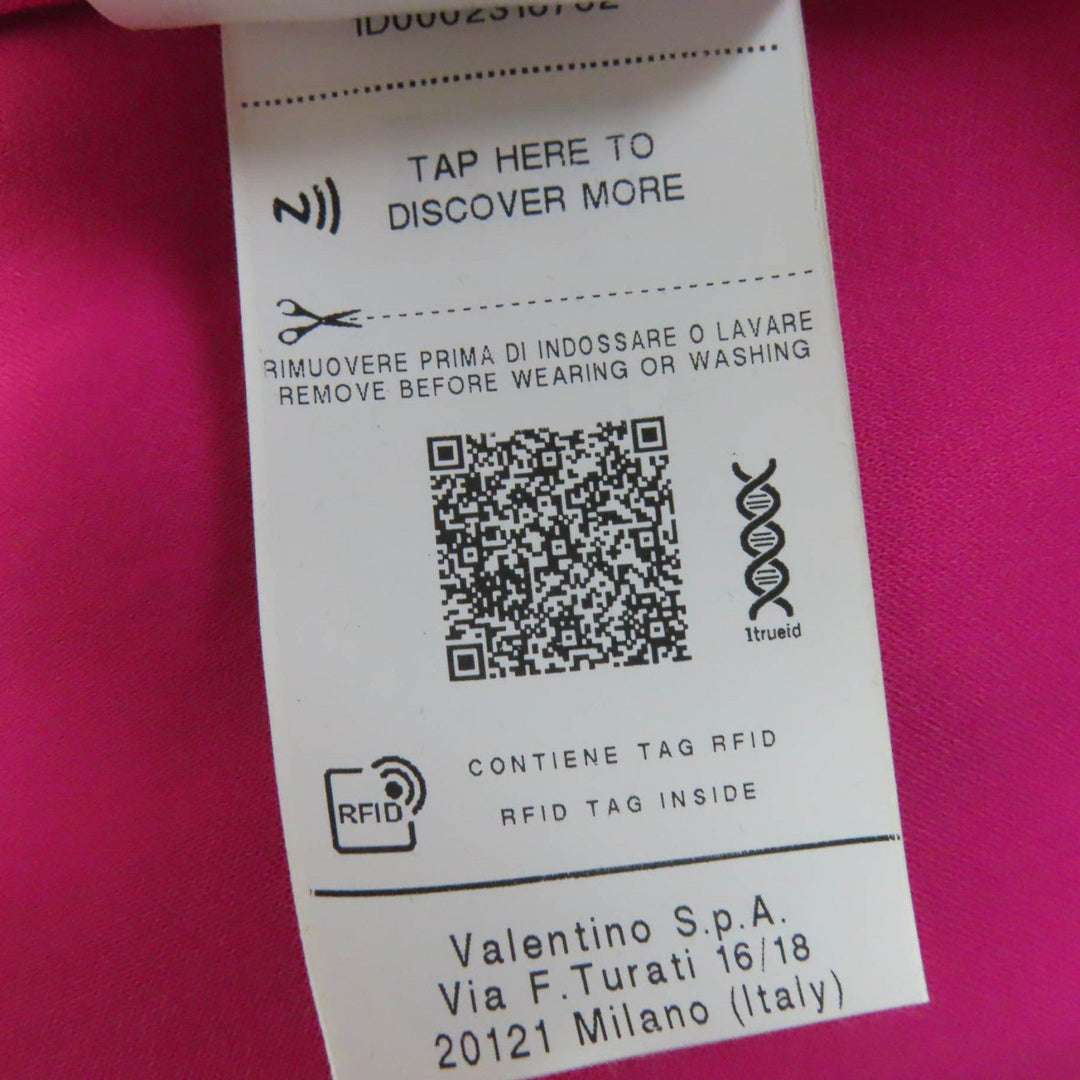 TAP HERE TO
DISCOVER MORE
RIMUOVERE PRIMA DI INDOSSARE O LAVARE
REMOVE BEFORE WEARING OR WASHING
1trueid
CONTIENE TAG RFID
RFID TAG INSIDE
RFID
Valentino S.p.A.
Via F.Turati 16/18
20121 Milano (Italy)